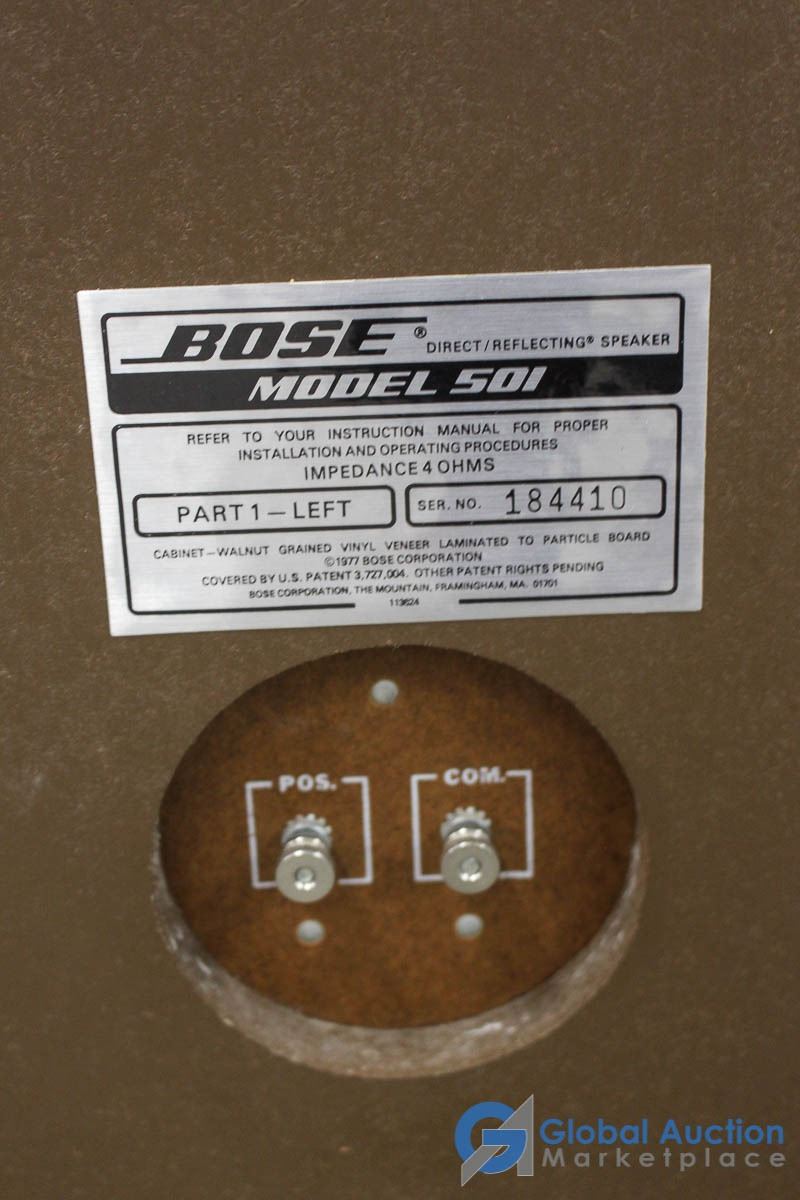 BOSE® DIRECT/REFLECTING® SPEAKER
MODEL 501
REFER TO YOUR INSTRUCTION MANUAL FOR PROPER
INSTALLATION AND OPERATING PROCEDURES
IMPEDANCE 4 OHMS
PART 1 — LEFT
SER. NO. 184410
CABINET—WALNUT GRAINED VINYL VENEER LAMINATED TO PARTICLE BOARD
©1977 BOSE CORPORATION
COVERED BY U.S. PATENT 3,727,004. OTHER PATENT RIGHTS PENDING
BOSE CORPORATION, THE MOUNTAIN, FRAMINGHAM, MA. 01701
113624
POS. COM.
Global Auction
Marketplace